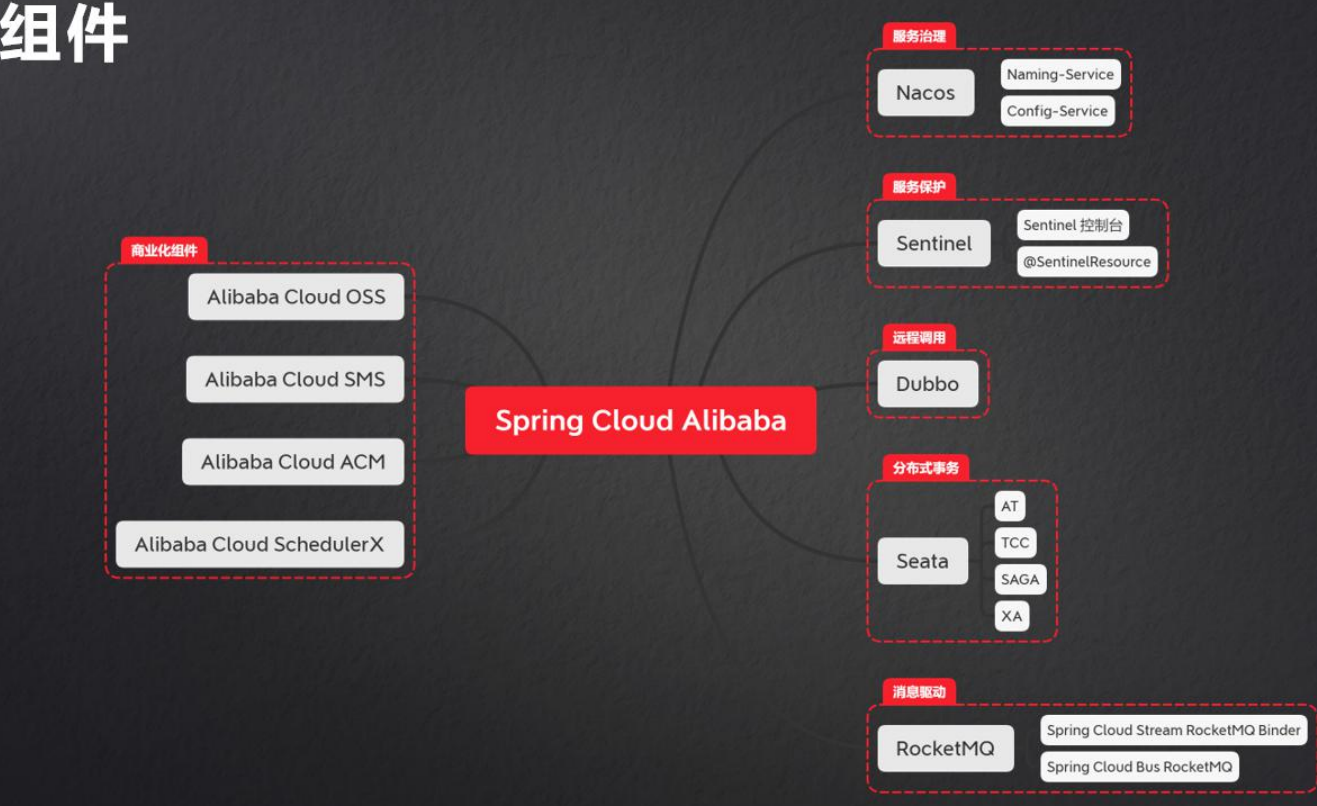 组件
服务治理
Nacos
Naming-Service
Config-Service
服务保护
Sentinel
Sentinel 控制台
@SentinelResource
商业化组件
Alibaba Cloud OSS
Alibaba Cloud SMS
Alibaba Cloud ACM
Alibaba Cloud SchedulerX
Spring Cloud Alibaba
远程调用
Dubbo
分布式事务
Seata
AT
TCC
SAGA
XA
消息驱动
RocketMQ
Spring Cloud Stream RocketMQ Binder
Spring Cloud Bus RocketMQ